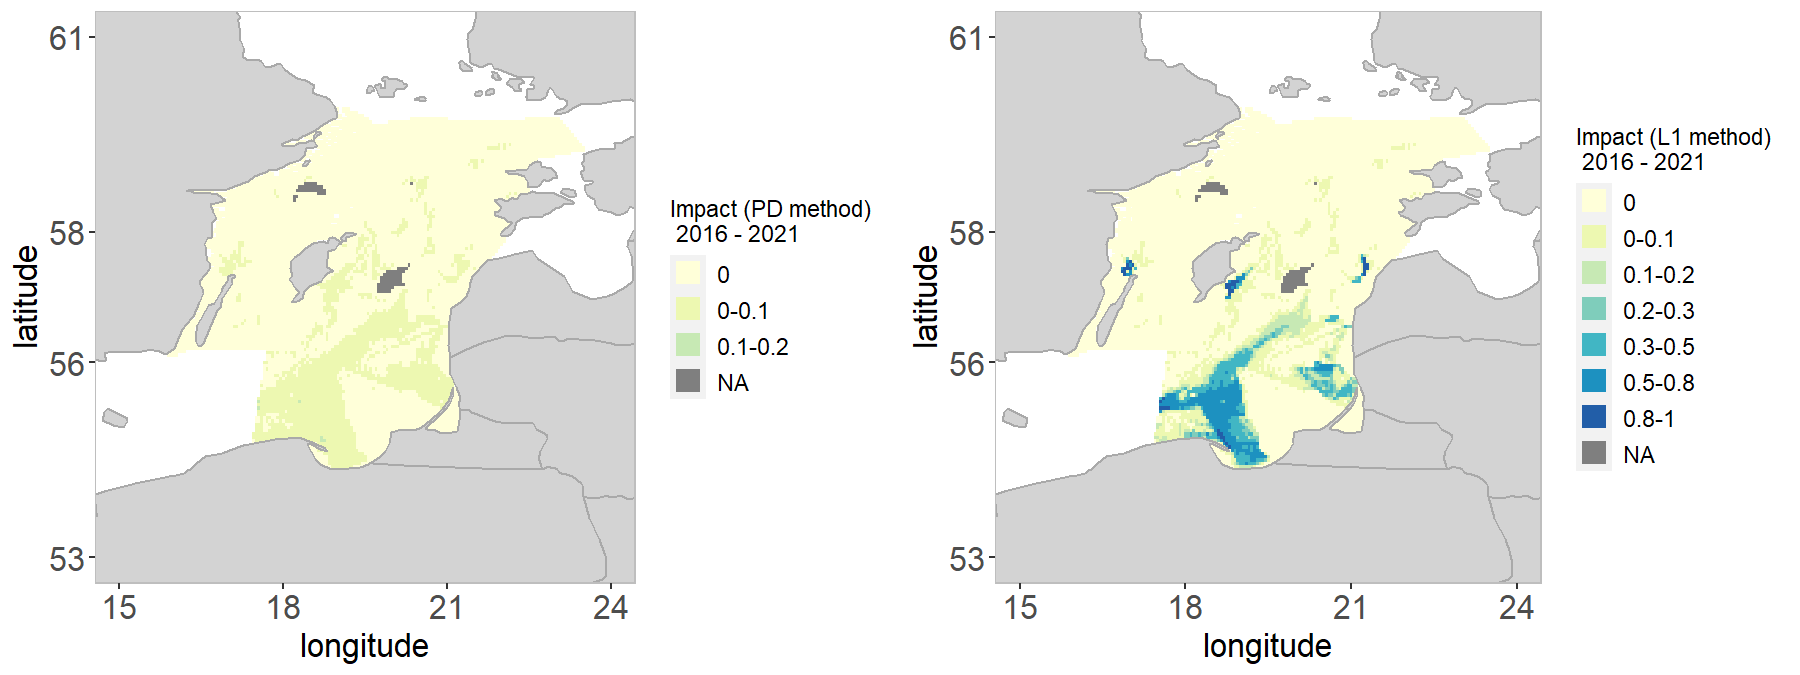 61
58
56
53
latitude
15
18
21
24
longitude
Impact (PD method)
2016 - 2021
0
0-0.1
0.1-0.2
NA
61
58
56
53
latitude
15
18
21
24
longitude
Impact (L1 method)
2016 - 2021
0
0-0.1
0.1-0.2
0.2-0.3
0.3-0.5
0.5-0.8
0.8-1
NA